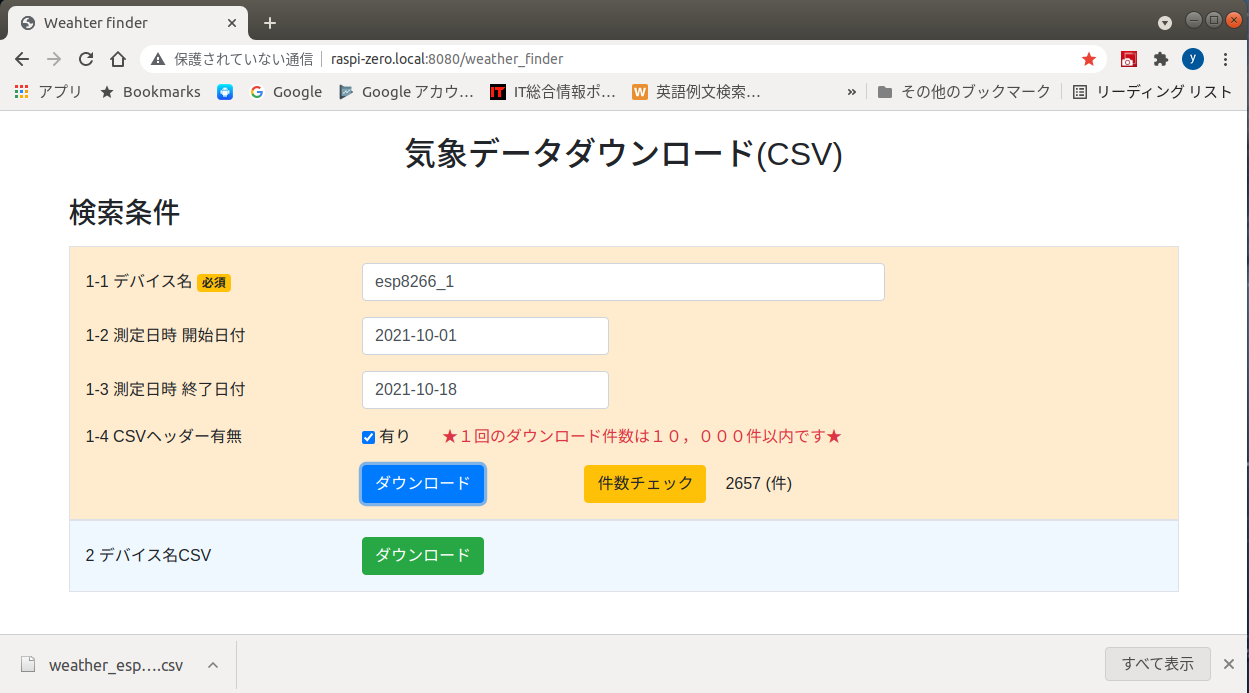 Weahter finder
保護されていない通信 raspi-zero.local:8080/weather_finder
y
アプリ Bookmarks Google Google アカウ… IT IT総合情報ポ… W 英語例文検索… » その他のブックマーク リーディング リスト
気象データダウンロード(CSV)
検索条件
1-1 デバイス名 必須 esp8266_1
1-2 測定日時 開始日付 2021-10-01
1-3 測定日時 終了日付 2021-10-18
1-4 CSVヘッダー有無 有り ★１回のダウンロード件数は１０，０００件以内です★
ダウンロード 件数チェック 2657 (件)
2 デバイス名CSV ダウンロード
weather_esp….csv すべて表示